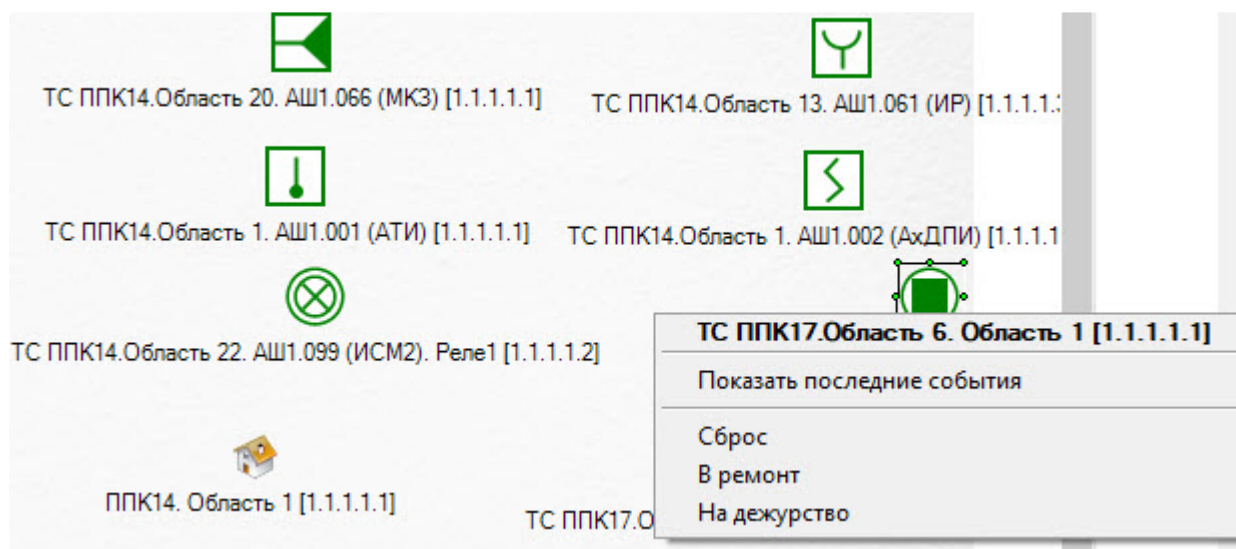 ТС ППК14.Область 20. АШ1.066 (МКЗ) [1.1.1.1.1]
ТС ППК14.Область 13. АШ1.061 (ИР) [1.1.1.1.
ТС ППК14.Область 1. АШ1.001 (АТИ) [1.1.1.1.1]
ТС ППК14.Область 1. АШ1.002 (АхДПИ) [1.1.1.1
ТС ППК14.Область 22. АШ1.099 (ИСМ2). Реле1 [1.1.1.1.2]
ТС ППК17.Область 6. Область 1 [1.1.1.1.1]
Показать последние события
Сброс
В ремонт
На дежурство
ППК14. Область 1 [1.1.1.1.1]
ТС ППК17.О